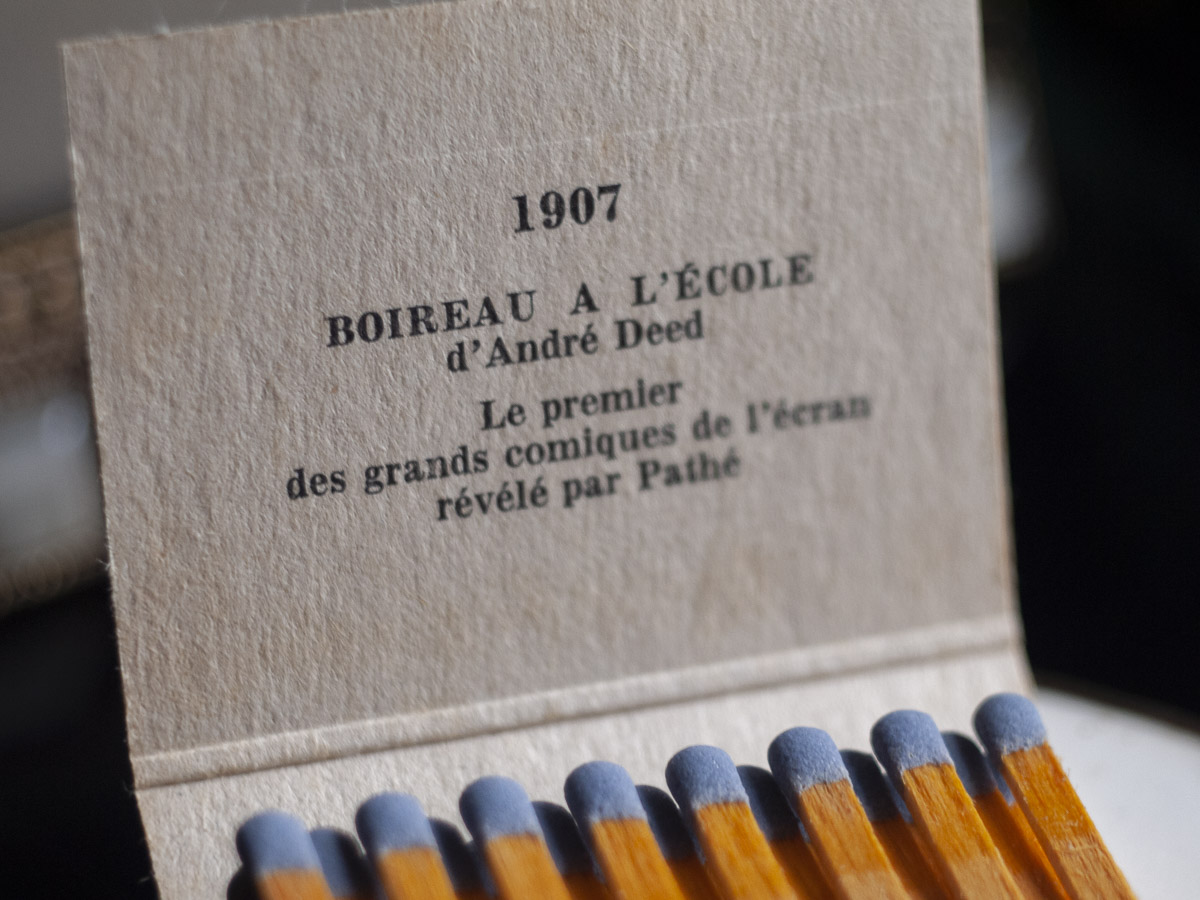 1907
BOIREAU A L'ÉCOLE
d'André Deed
Le premier
des grands comiques de l'écran
révélé par Pathé